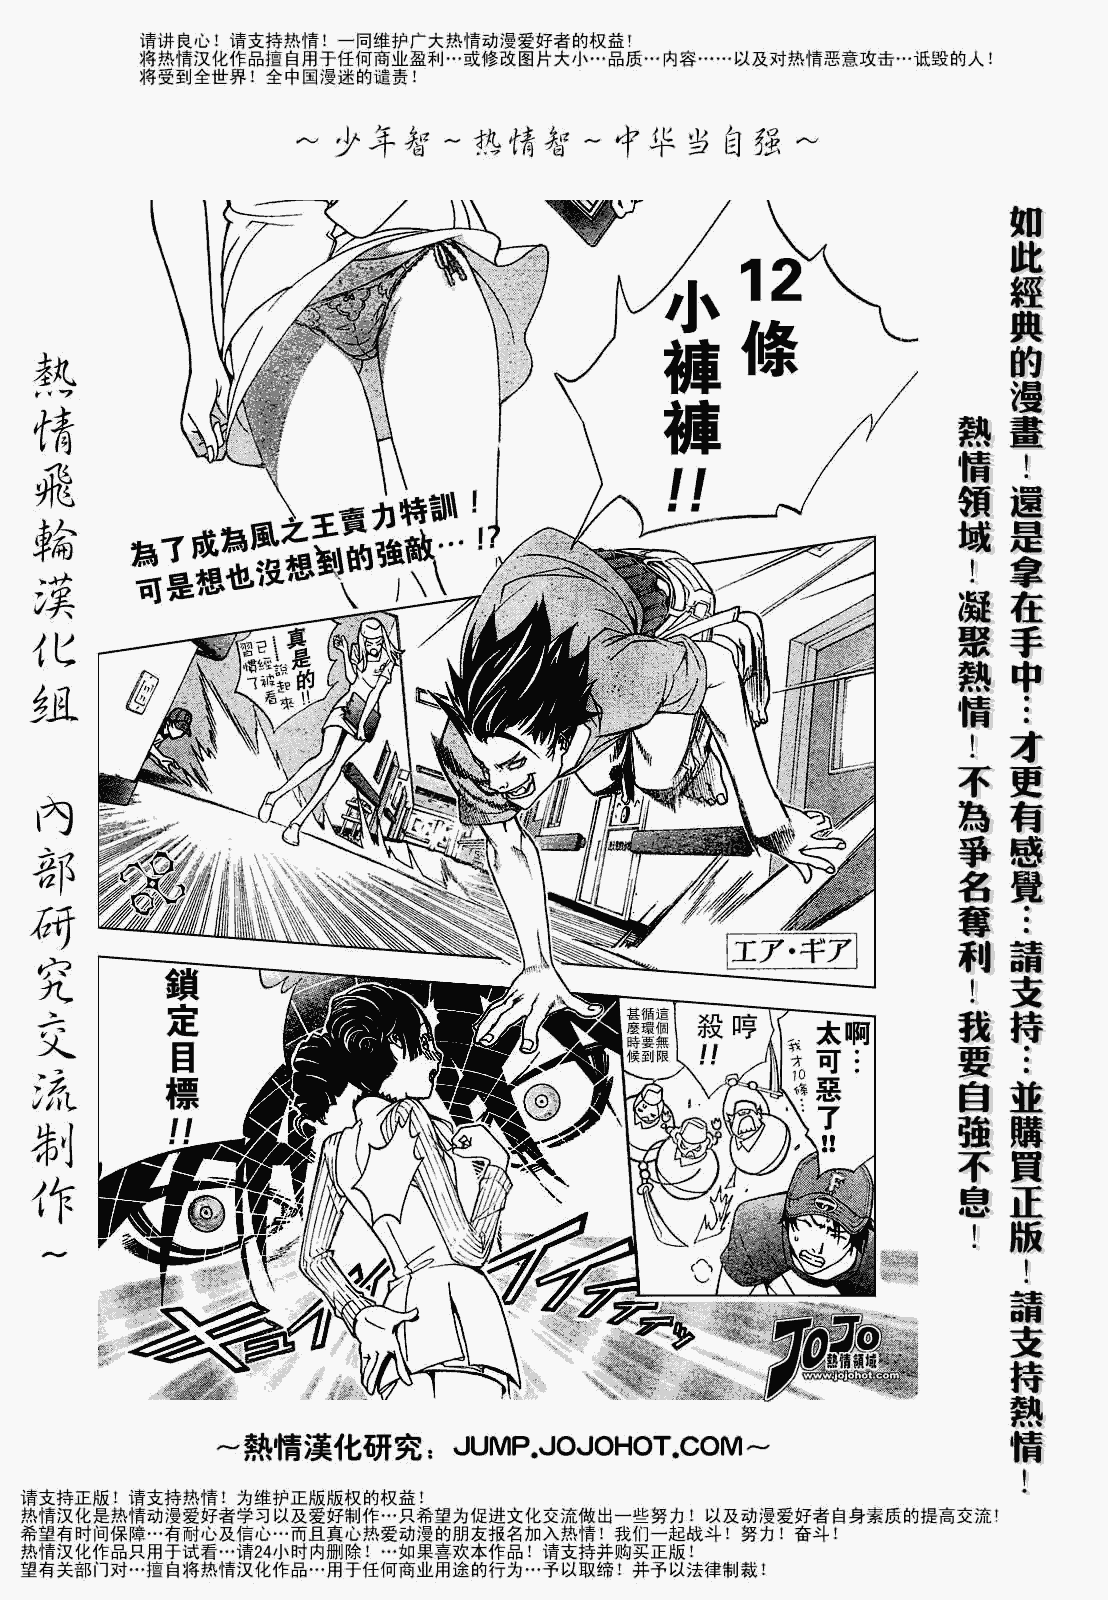 请讲良心！请支持热情！一同维护广大热情动漫爱好者的权益！
将热情汉化作品擅自用于任何商业盈利…或修改图片大小…品质…内容……以及对热情恶意攻击…诋毁的人！
将受到全世界！全中国漫迷的谴责！
～少年智～热情智～中华当自强～
如此經典的漫畫！還是拿在手中…才更有感覺…請支持…並購買正版！請支持熱情！
熱情領域！凝聚熱情！不為爭名奪利！我要自強不息！
熱情飛輪漢化組 內部研究交流制作～
12條
小褲褲!!
為了成為風之王賣力特訓！
可是想也沒想到的強敵…!?
真是的!!
………說起來
已經被看
習慣了
エア・ギア
啊…
太可惡了!!
我才10條…
哼
殺!!
這個無限
循環要到
甚麼時候
F
鎖定目標!!
JOJO
熱情領域
www.jojohot.com
～熱情漢化研究：JUMP.JOJOHOT.COM～
请支持正版！请支持热情！为维护正版版权的权益！
热情汉化是热情动漫爱好者学习以及爱好制作…只希望为促进文化交流做出一些努力！以及动漫爱好者自身素质的提高交流！
希望有时间保障…有耐心及信心…而且真心热爱动漫的朋友报名加入热情！我们一起战斗！努力！奋斗！
热情汉化作品只用于试看…请24小时内删除！…如果喜欢本作品！请支持并购买正版！
望有关部门对…擅自将热情汉化作品…用于任何商业用途的行为…予以取缔！并予以法律制裁！